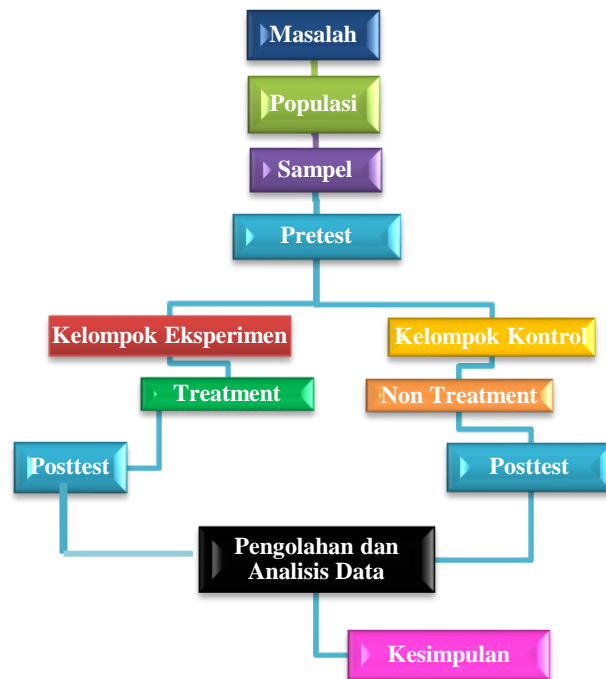 Masalah
Populasi
Sampel
Pretest
Kelompok Eksperimen
Kelompok Kontrol
Treatment
Non Treatment
Posttest
Posttest
Pengolahan dan
Analisis Data
Kesimpulan